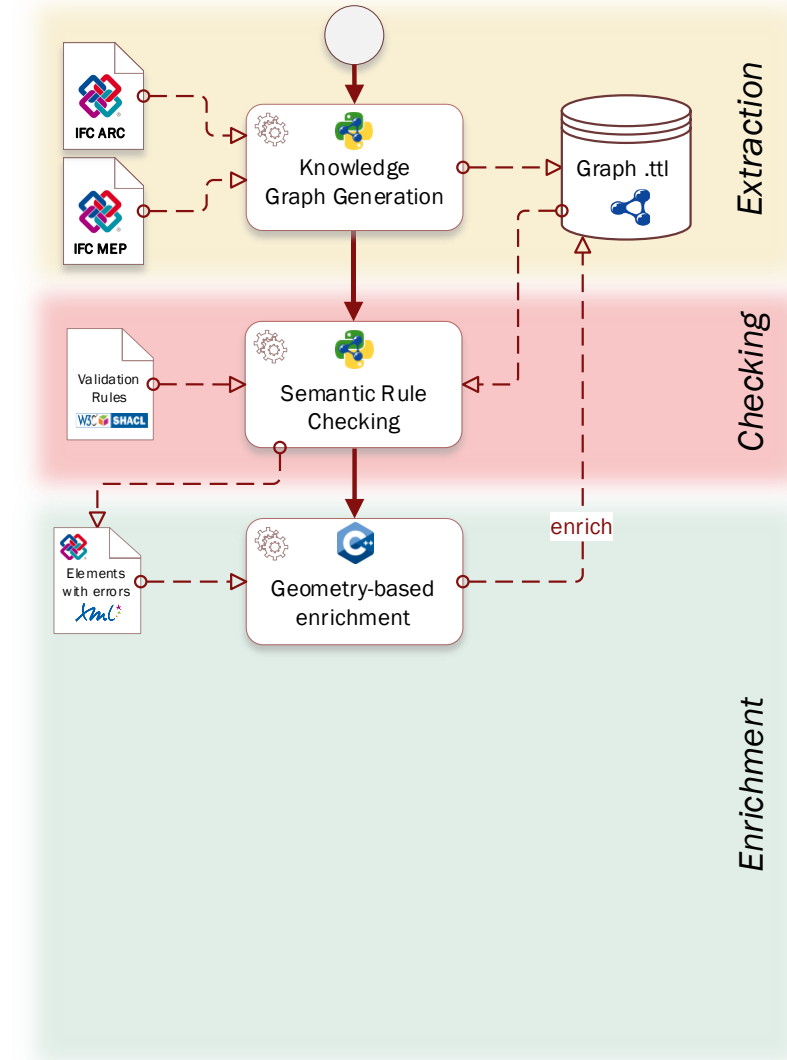 IFC ARC
IFC MEP
Knowledge
Graph Generation
Graph .ttl
Extraction
Validation
Rules
W3C SHACL
Semantic Rule
Checking
Checking
Elements
with errors
Xml
C++
Geometry-based
enrichment
enrich
Enrichment